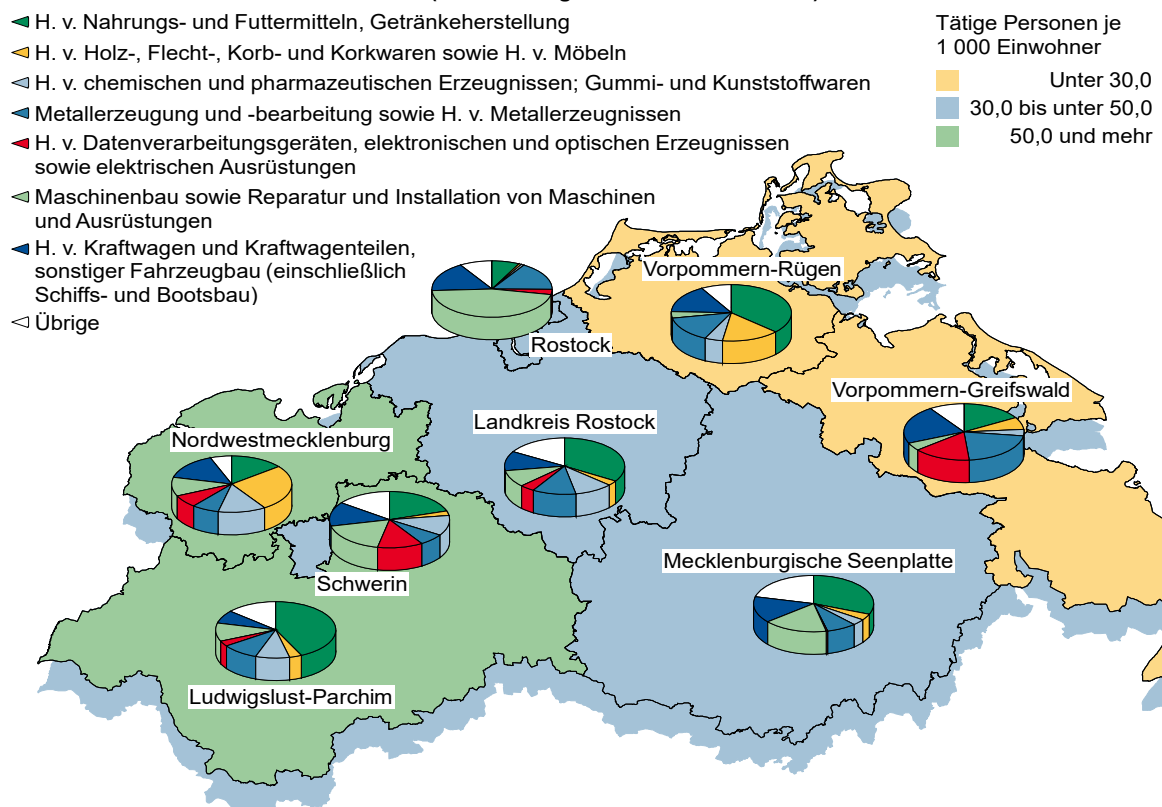 H. v. Nahrungs- und Futtermitteln, Getränkeherstellung
H. v. Holz-, Flecht-, Korb- und Korkwaren sowie H. v. Möbeln
H. v. chemischen und pharmazeutischen Erzeugnissen; Gummi- und Kunststoffwaren
Metallerzeugung und -bearbeitung sowie H. v. Metallerzeugnissen
H. v. Datenverarbeitungsgeräten, elektronischen und optischen Erzeugnissen
sowie elektrischen Ausrüstungen
Maschinenbau sowie Reparatur und Installation von Maschinen
und Ausrüstungen
H. v. Kraftwagen und Kraftwagenteilen,
sonstiger Fahrzeugbau (einschließlich
Schiffs- und Bootsbau)
Übrige
Tätige Personen je
1 000 Einwohner
Unter 30,0
30,0 bis unter 50,0
50,0 und mehr
Vorpommern-Rügen
Rostock
Vorpommern-Greifswald
Landkreis Rostock
Nordwestmecklenburg
Mecklenburgische Seenplatte
Schwerin
Ludwigslust-Parchim